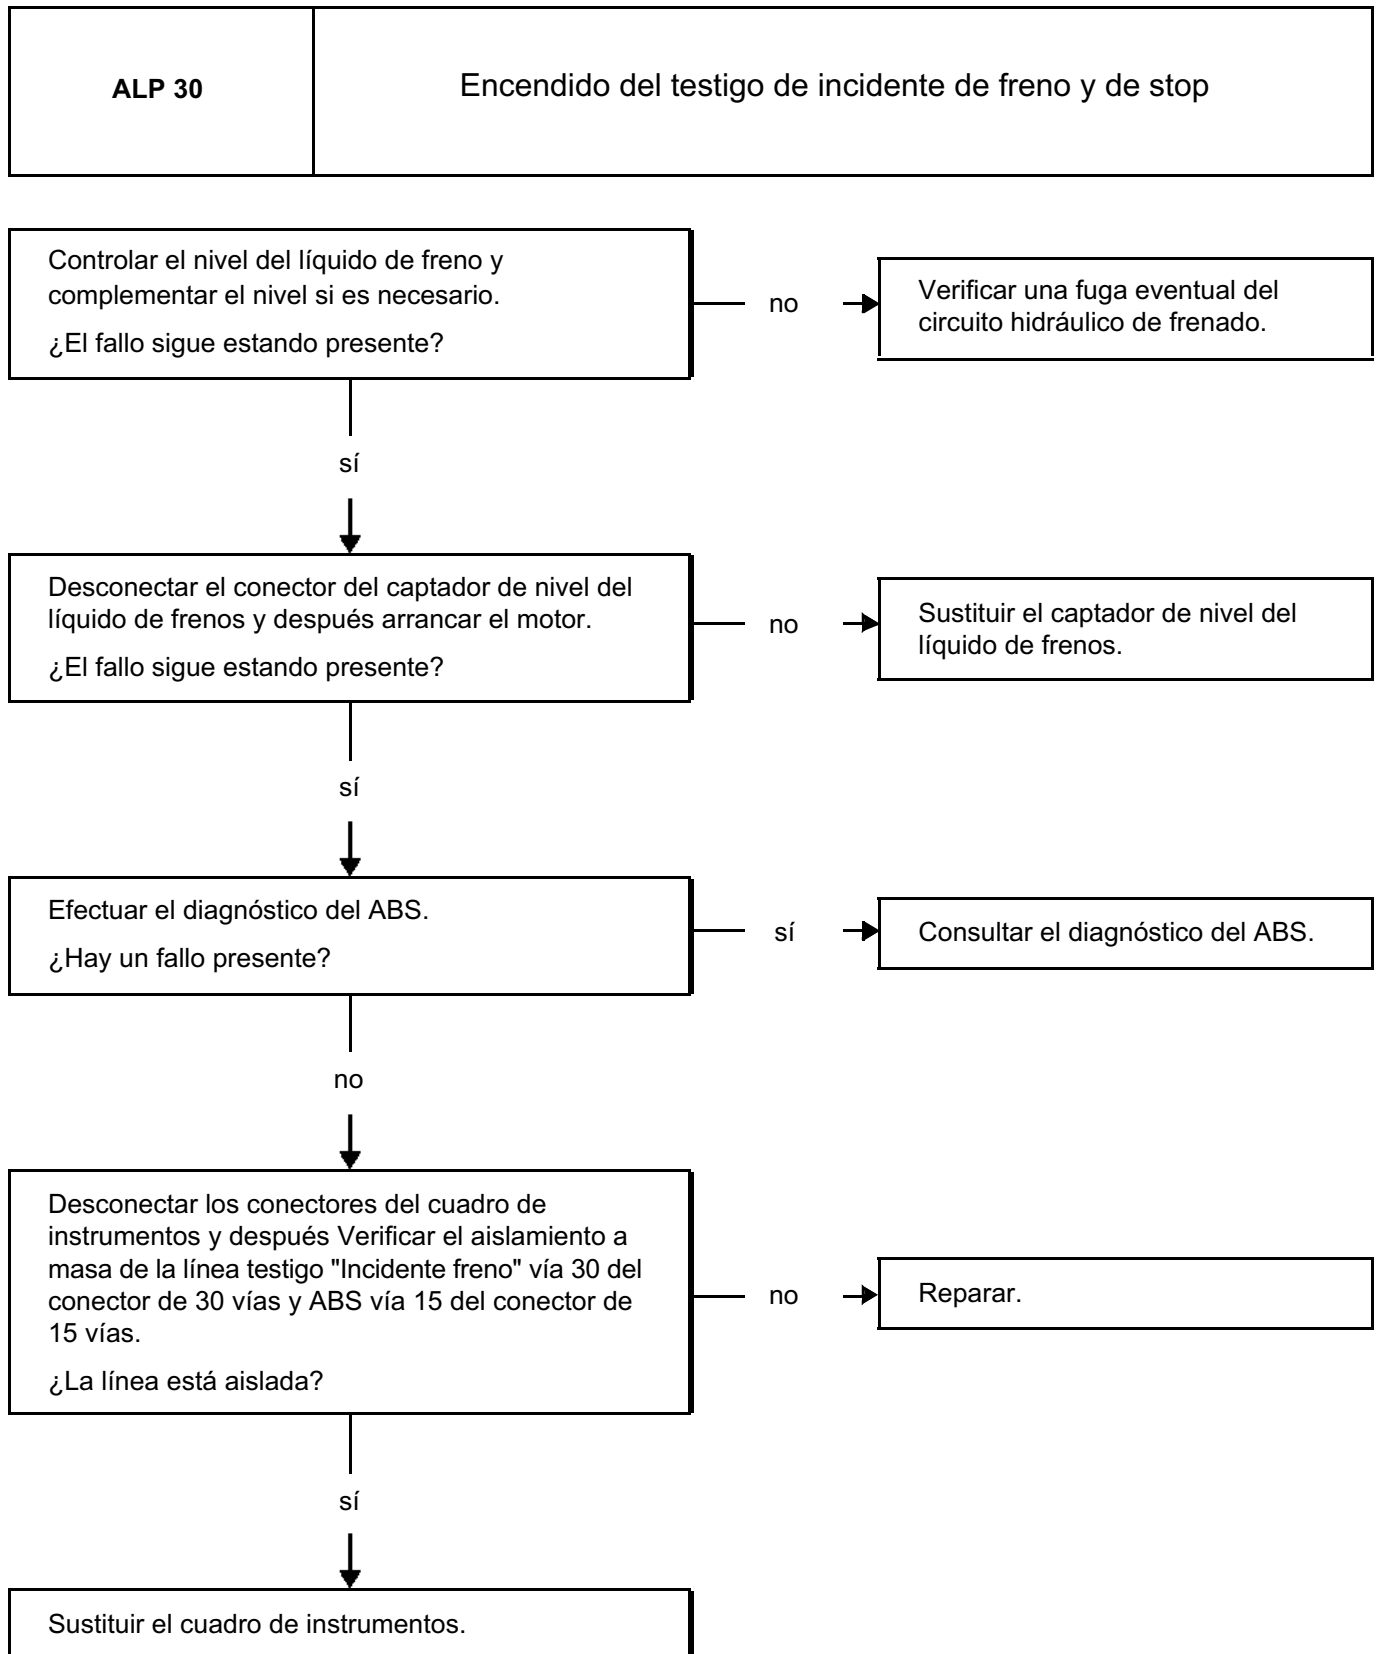 ALP 30
Encendido del testigo de incidente de freno y de stop
Controlar el nivel del líquido de freno y
complementar el nivel si es necesario.
¿El fallo sigue estando presente?
no
Verificar una fuga eventual del
circuito hidráulico de frenado.
sí
Desconectar el conector del captador de nivel del
líquido de frenos y después arrancar el motor.
¿El fallo sigue estando presente?
no
Sustituir el captador de nivel del
líquido de frenos.
sí
Efectuar el diagnóstico del ABS.
¿Hay un fallo presente?
sí
Consultar el diagnóstico del ABS.
no
Desconectar los conectores del cuadro de
instrumentos y después Verificar el aislamiento a
masa de la línea testigo "Incidente freno" vía 30 del
conector de 30 vías y ABS vía 15 del conector de
15 vías.
¿La línea está aislada?
no
Reparar.
sí
Sustituir el cuadro de instrumentos.